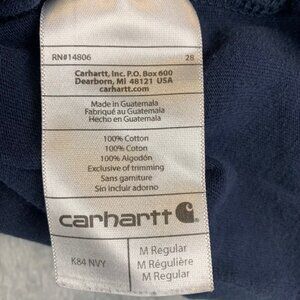 RN#14806 28
Carhartt, Inc. P.O. Box 600
Dearborn, MI 48121 USA
carhartt.com
Made in Guatemala
Fabriqué au Guatemala
Hecho en Guatemala
100% Cotton
100% Coton
100% Algodón
Exclusive of trimming
Sans garniture
Sin incluir adorno
carhartt
K84 NVY
M Regular
M Régulière
M Regular